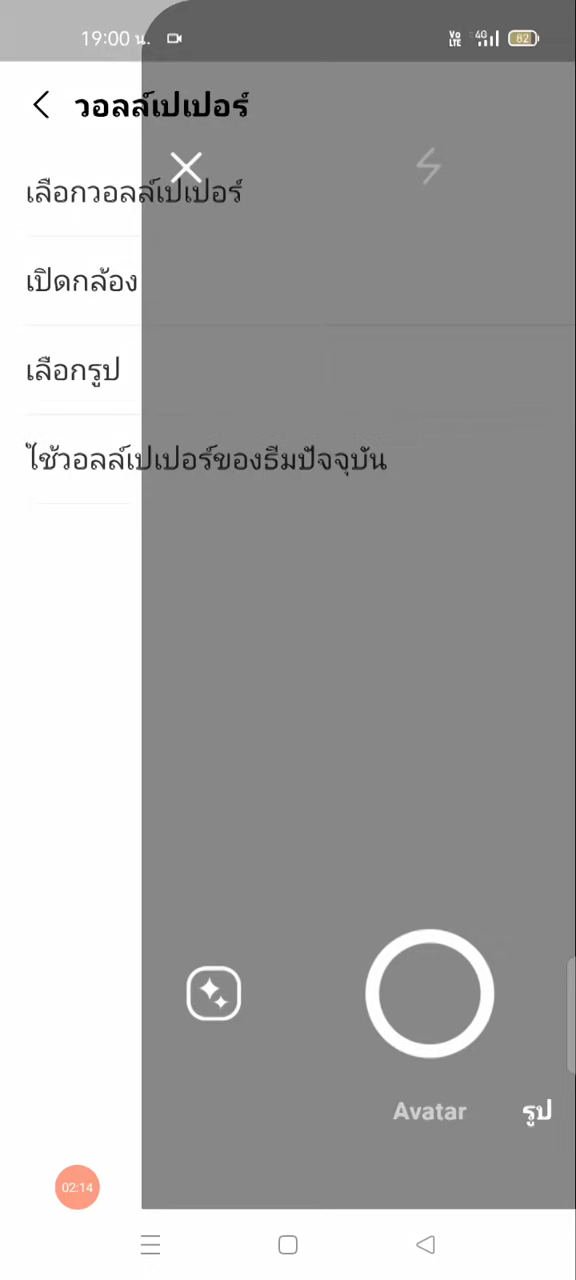 19:00 น.
Vo LTE 4G 82
วอลล์เปเปอร์
เลือกวอลล์เปเปอร์
เปิดกล้อง
เลือกรูป
ใช้วอลล์เปเปอร์ของธีมปัจจุบัน
Avatar รูป
02:14